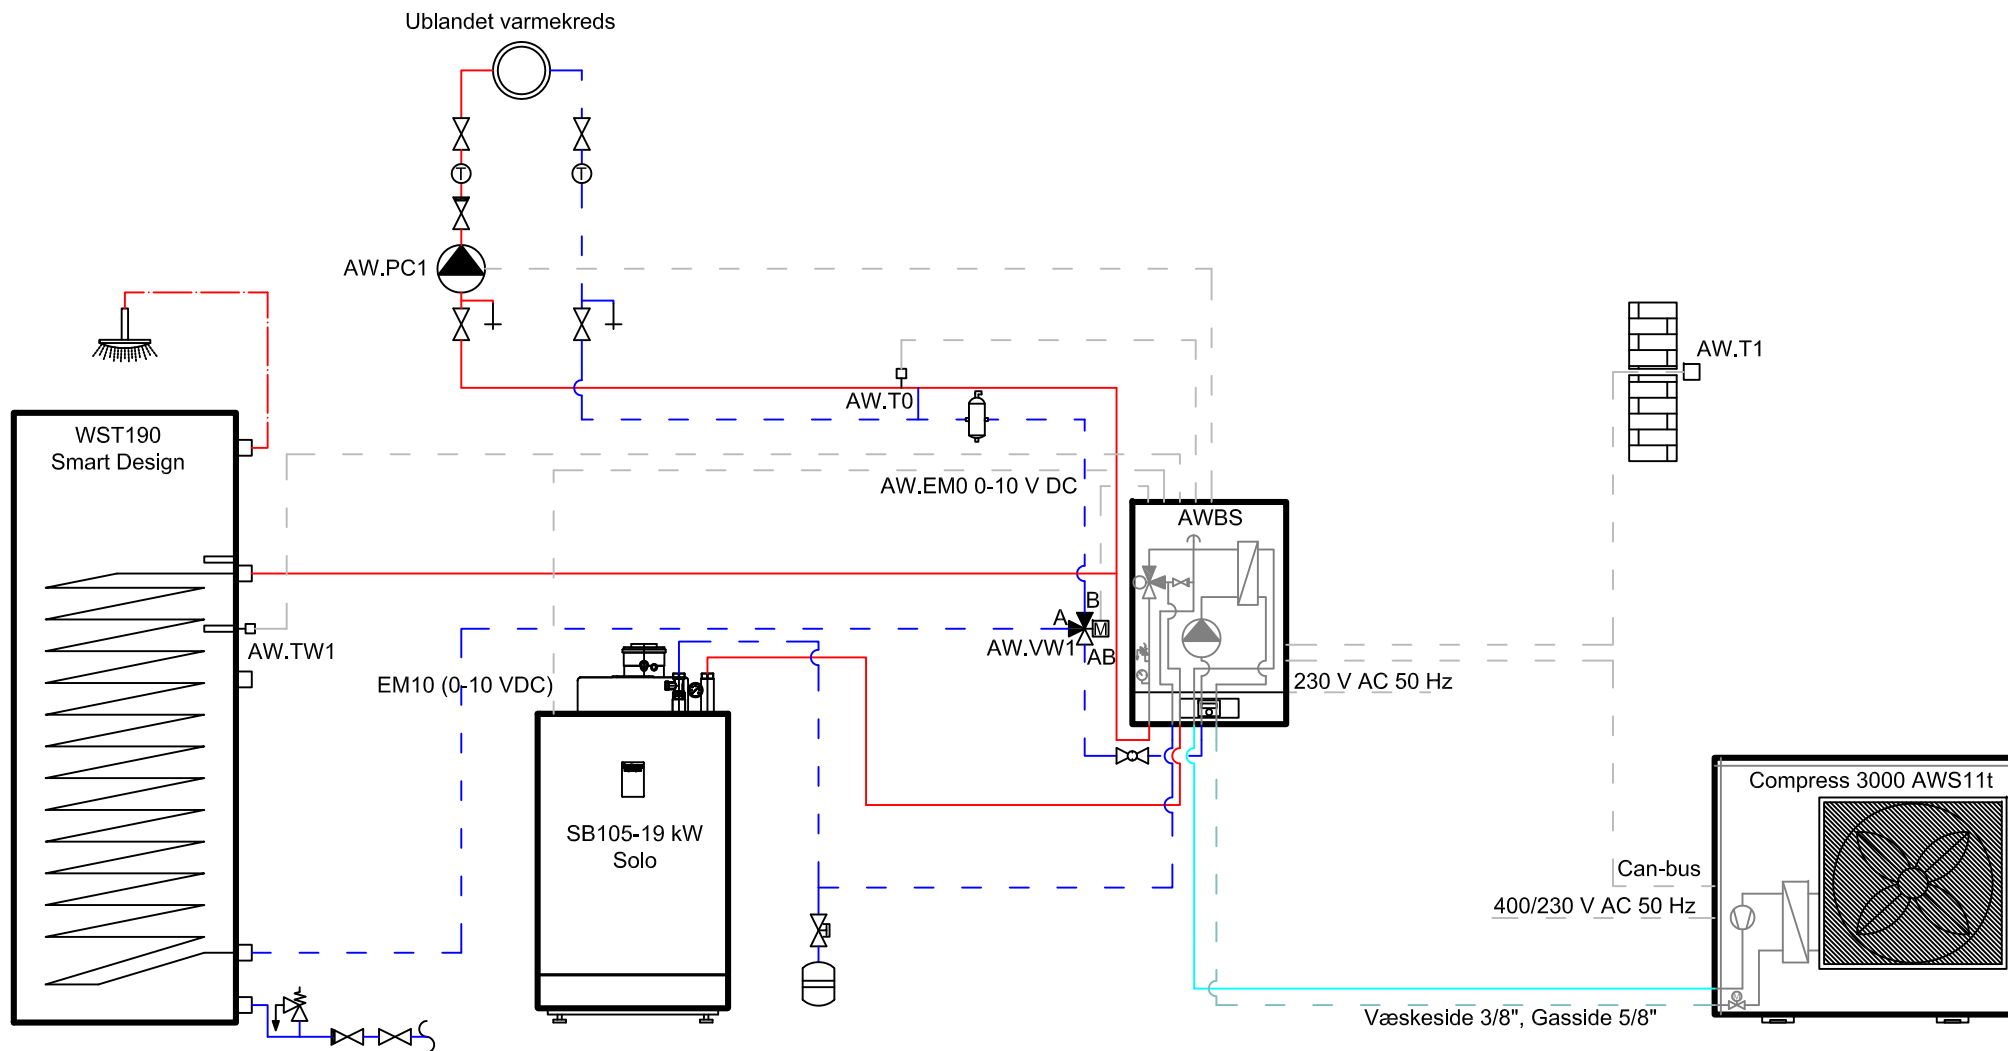 Ublandet varmekreds
T
T
AW.PC1
AW.T1
AW.T0
WST190
Smart Design
AW.EM0 0-10 V DC
AWBS
B
A
M
AW.VW1
AB
AW.TW1
EM10 (0-10 VDC)
230 V AC 50 Hz
Compress 3000 AWS11t
SB105-19 kW
Solo
Can-bus
400/230 V AC 50 Hz
M
Væskeside 3/8", Gasside 5/8"